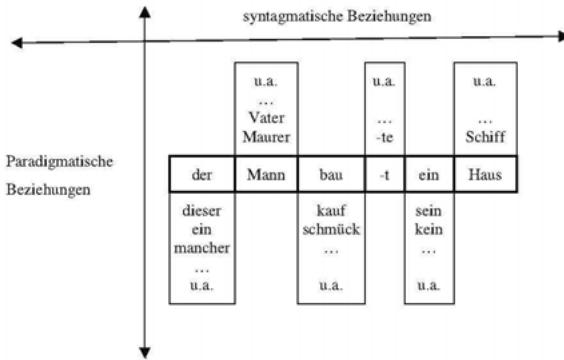 syntagmatische Beziehungen
u.a.
…
Vater
Maurer
u.a.
…
-te
u.a.
…
Schiff
Paradigmatische
Beziehungen
der Mann bau -t ein Haus
dieser
ein
mancher
…
u.a.
kauf
schmück
…
u.a.
sein
kein
…
u.a.